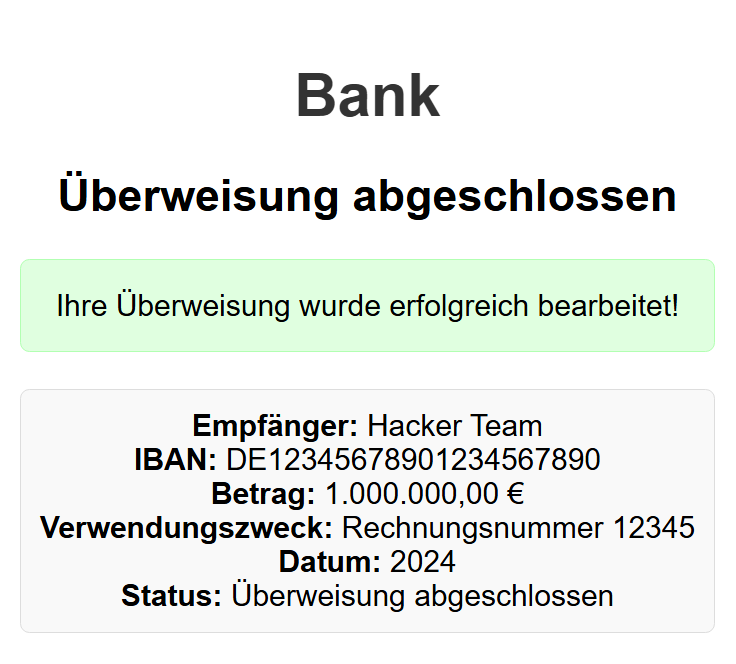 Bank
Überweisung abgeschlossen
Ihre Überweisung wurde erfolgreich bearbeitet!
Empfänger: Hacker Team
IBAN: DE12345678901234567890
Betrag: 1.000.000,00 €
Verwendungszweck: Rechnungsnummer 12345
Datum: 2024
Status: Überweisung abgeschlossen